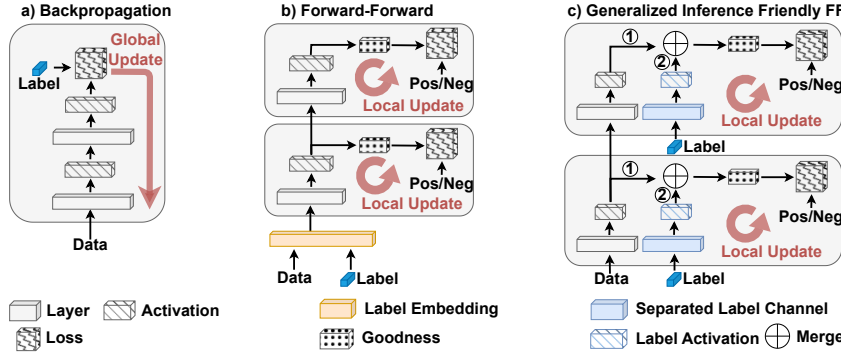 a) Backpropagation
Global
Update
Label
Data
b) Forward-Forward
Pos/Neg
Local Update
Pos/Neg
Local Update
Data
Label
c) Generalized Inference Friendly FF
1
2
Pos/Neg
Local Update
Label
1
2
Pos/Neg
Local Update
Data
Label
Layer
Activation
Loss
Label Embedding
Goodness
Separated Label Channel
Label Activation
Merge